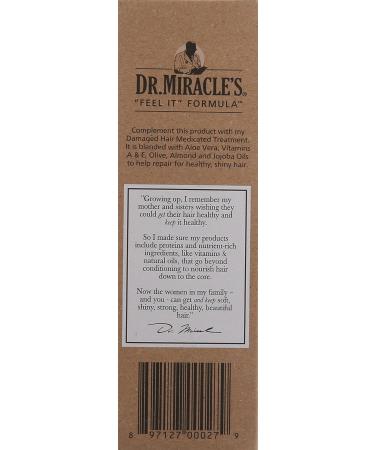 DR.MIRACLE'S®
"FEEL IT" FORMULA™
Complement this product with my
Damaged Hair Medicated Treatment.
It is blended with Aloe Vera, Vitamins
A & E, Olive, Almond and Jojoba Oils
to help repair for healthy, shiny hair.
"Growing up, I remember my
mother and sisters wishing they
could get their hair healthy and
keep it healthy.
So I made sure my products
include proteins and nutrient-rich
ingredients, like vitamins &
natural oils, that go beyond
conditioning to nourish hair
down to the core.
Now the women in my family –
and you - can get and keep soft,
shiny, strong, healthy, beautiful
hair."
Dr. Miracle
8 97127 00027 9